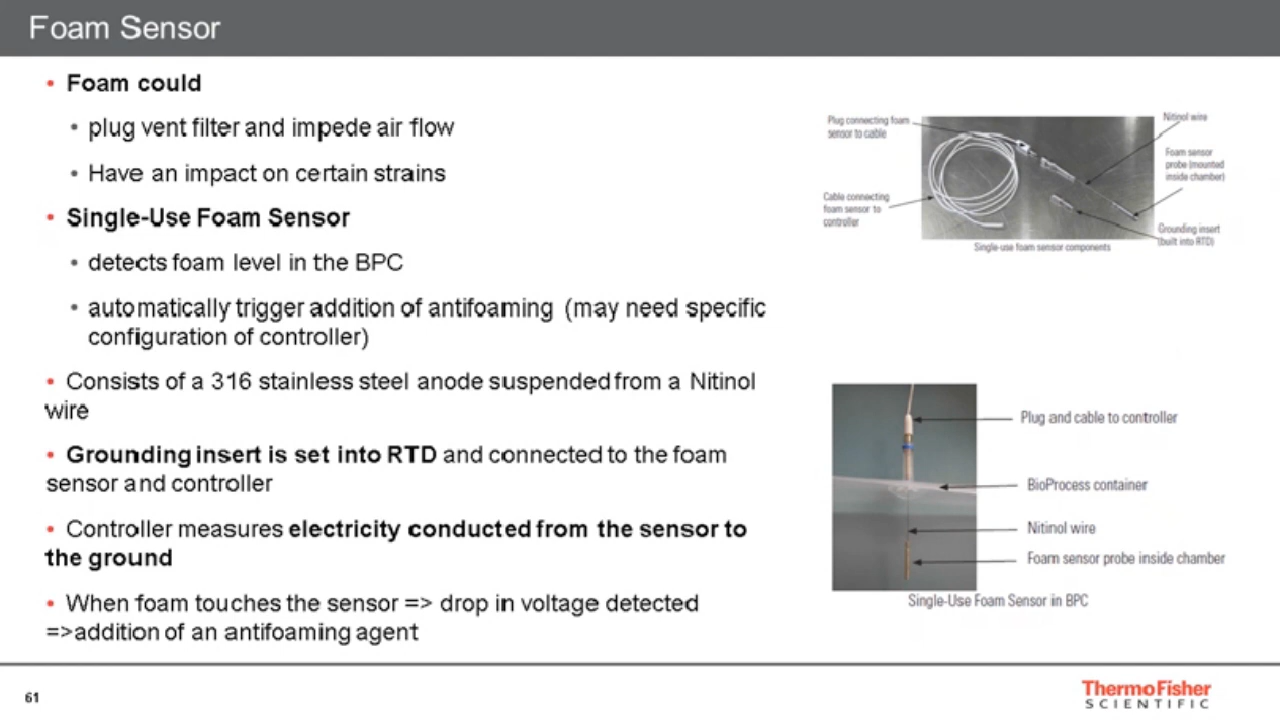 Foam Sensor
• Foam could
• plug vent filter and impede air flow
• Have an impact on certain strains
• Single-Use Foam Sensor
• detects foam level in the BPC
• automatically trigger addition of antifoaming (may need specific
configuration of controller)
• Consists of a 316 stainless steel anode suspended from a Nitinol
wire
• Grounding insert is set into RTD and connected to the foam
sensor and controller
• Controller measures electricity conducted from the sensor to
the ground
• When foam touches the sensor => drop in voltage detected
=>addition of an antifoaming agent
Plug connecting foam
sensor to cable
Nitinol wire
Foam sensor
probe (mounted
inside chamber)
Cable connecting
foam sensor to
controller
Grounding insert
(built into RTD)
Single-use foam sensor components
Plug and cable to controller
BioProcess container
Nitinol wire
Foam sensor probe inside chamber
Single-Use Foam Sensor in BPC
61
ThermoFisher
SCIENTIFIC